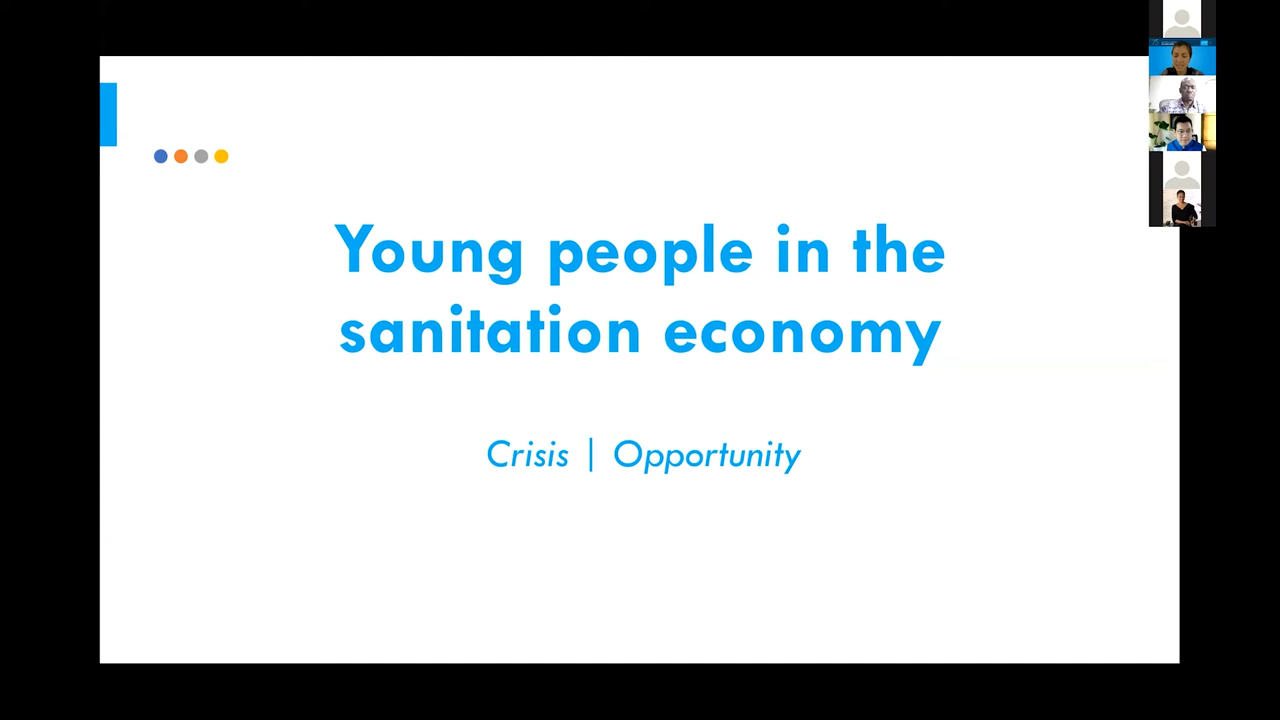 Young people in the
sanitation economy
Crisis | Opportunity